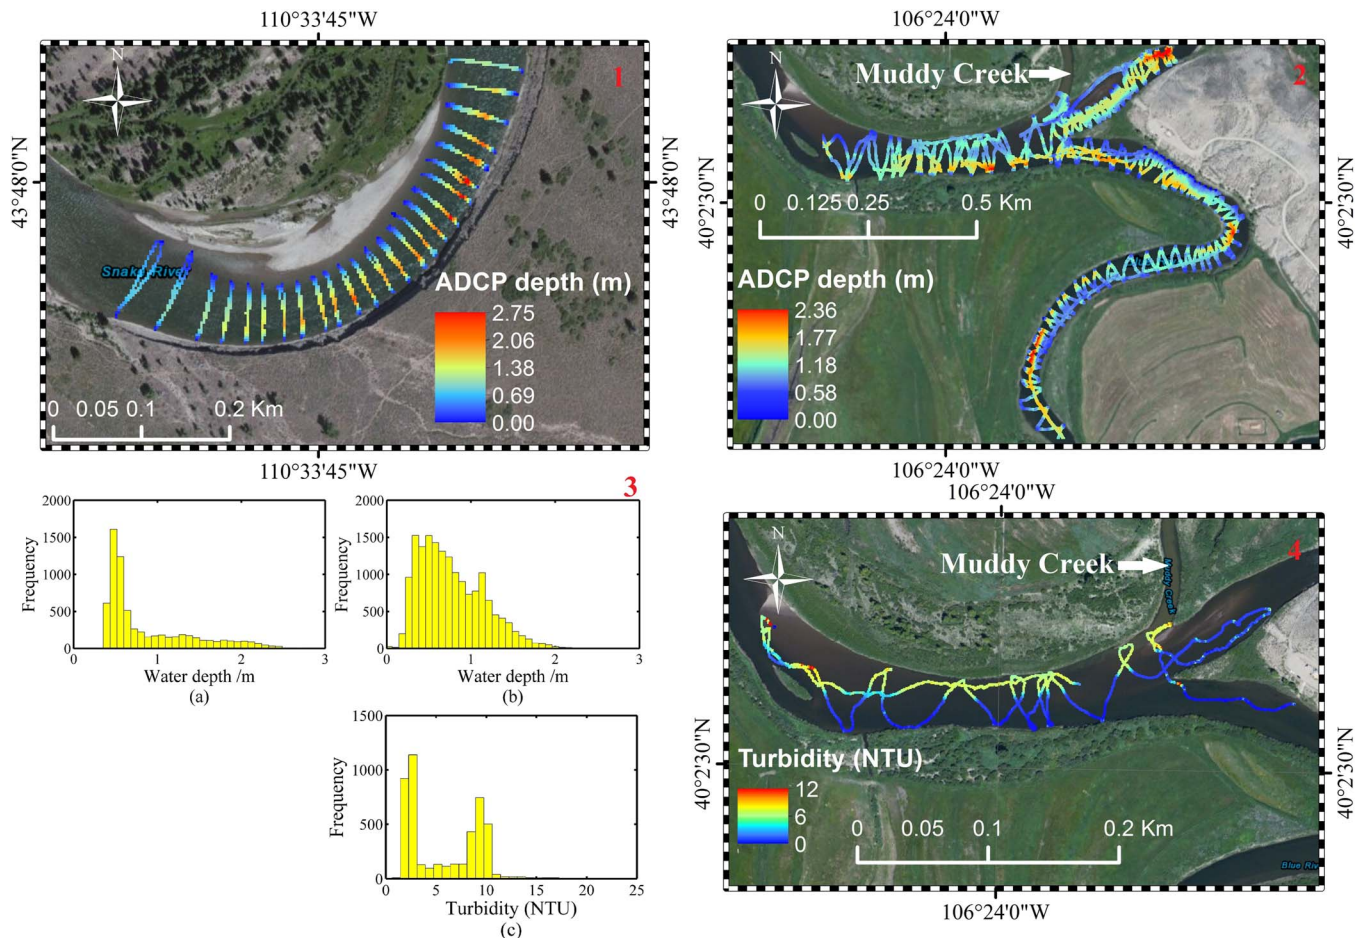 110°33'45"W
43°48'0"N
N
1
Snake River
ADCP depth (m)
2.75
2.06
1.38
0.69
0.00
0 0.05 0.1 0.2 Km
110°33'45"W
106°24'0"W
40°2'30"N
40°2'30"N
43°48'0"N
N
Muddy Creek
2
0 0.125 0.25 0.5 Km
ADCP depth (m)
2.36
1.77
1.18
0.58
0.00
106°24'0"W
3
2000
1500
1000
500
0
Frequency
0 1 2 3
Water depth /m
(a)
2000
1500
1000
500
0
Frequency
0 1 2 3
Water depth /m
(b)
1500
1000
500
0
Frequency
0 5 10 15 20 25
Turbidity (NTU)
(c)
106°24'0"W
40°2'30"N
40°2'30"N
N
Muddy Creek
Muddy Creek
4
Turbidity (NTU)
12
6
0
0 0.05 0.1 0.2 Km
Blue Riv
106°24'0"W